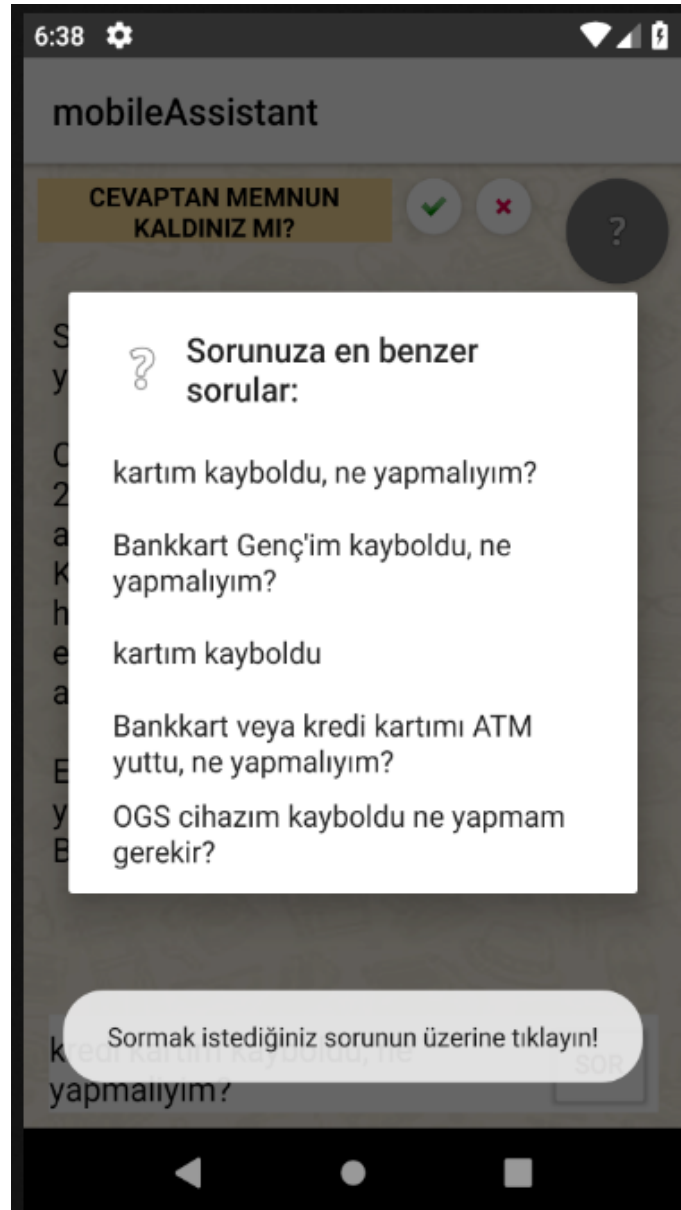 6:38
mobileAssistant
CEVAPTAN MEMNUN
KALDINIZ MI?
?
Sorunuza en benzer
sorular:
kartım kayboldu, ne yapmalıyım?
Bankkart Genç'im kayboldu, ne
yapmalıyım?
kartım kayboldu
Bankkart veya kredi kartımı ATM
yuttu, ne yapmalıyım?
OGS cihazım kayboldu ne yapmam
gerekir?
Sormak istediğiniz sorunun üzerine tıklayın!
kredi kartim kayboldu, ne
SOR
yapmaliyim?